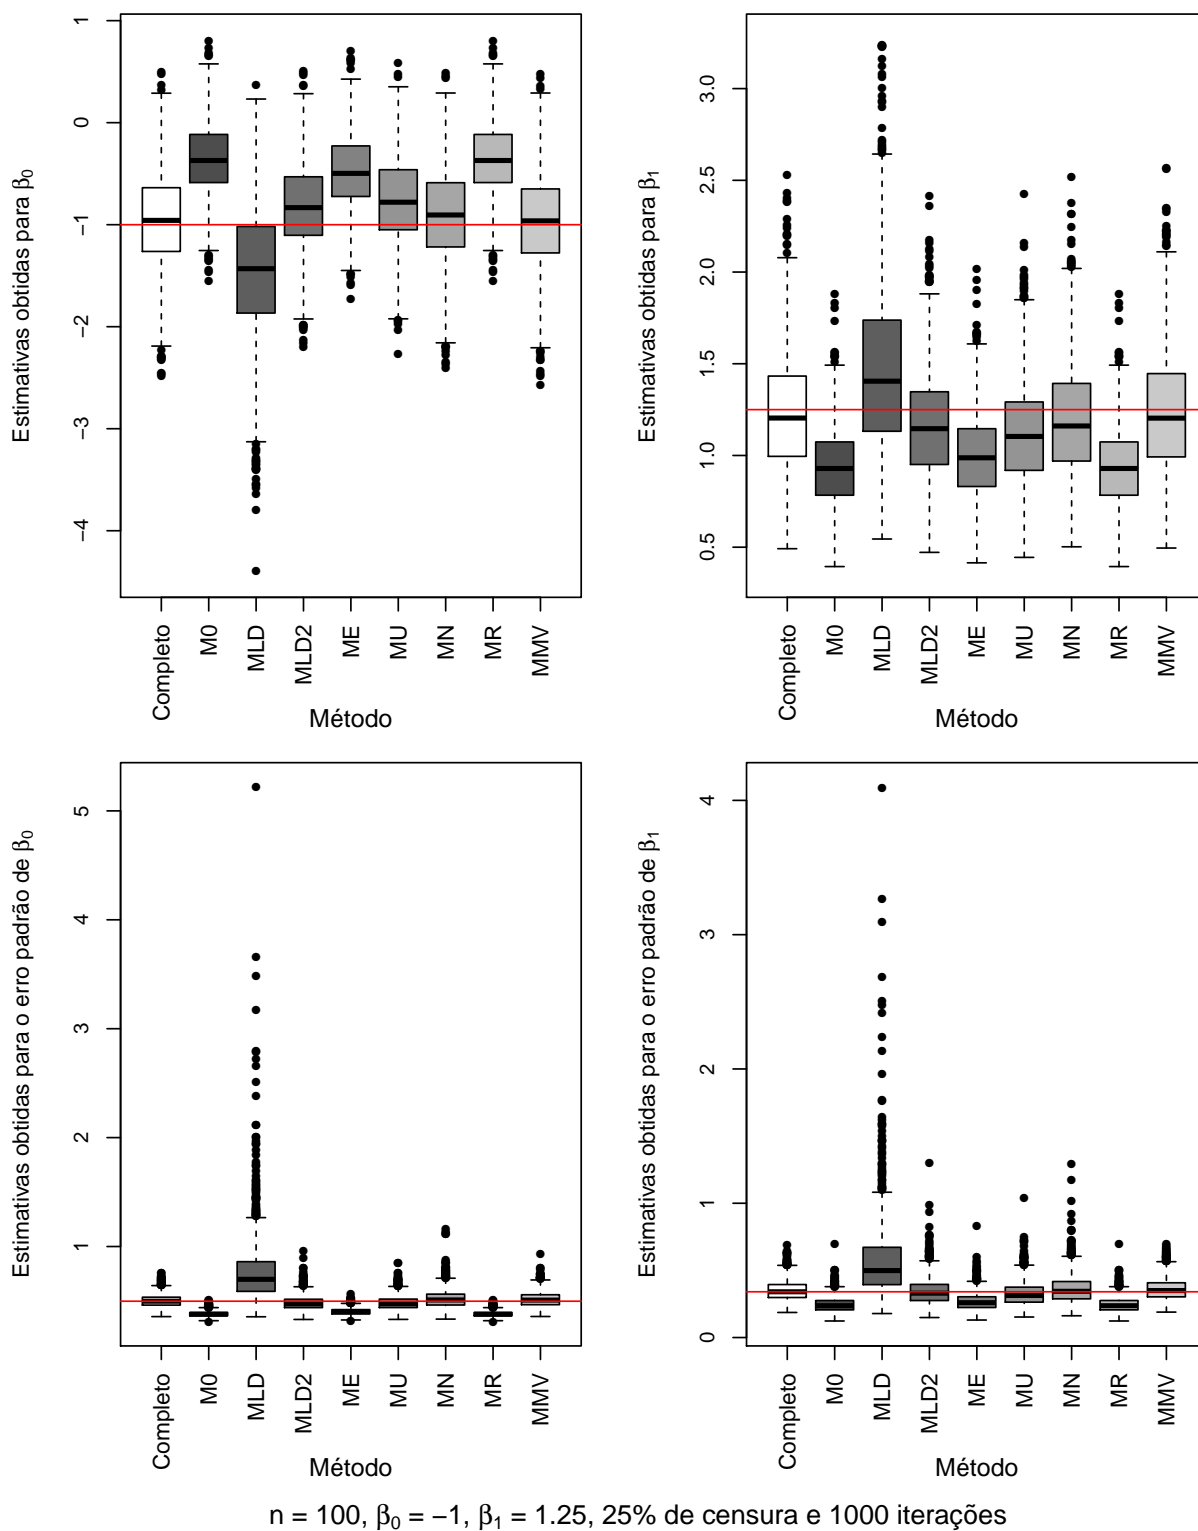 Estimativas obtidas para β₀
1
0
−1
−2
−3
−4
Completo
M0
MLD
MLD2
ME
MU
MN
MR
MMV
Método
Estimativas obtidas para β₁
3.0
2.5
2.0
1.5
1.0
0.5
Completo
M0
MLD
MLD2
ME
MU
MN
MR
MMV
Método
Estimativas obtidas para o erro padrão de β₀
5
4
3
2
1
Completo
M0
MLD
MLD2
ME
MU
MN
MR
MMV
Método
Estimativas obtidas para o erro padrão de β₁
4
3
2
1
0
Completo
M0
MLD
MLD2
ME
MU
MN
MR
MMV
Método
n = 100, β₀ = −1, β₁ = 1.25, 25% de censura e 1000 iterações